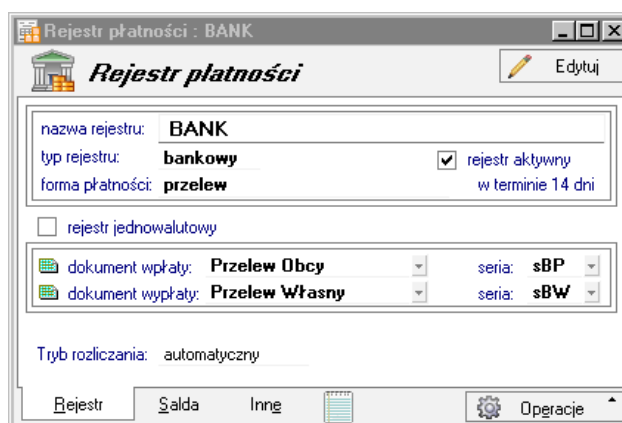 Rejestr płatności : BANK
Rejestr płatności
Edytuj
nazwa rejestru: BANK
typ rejestru: bankowy
rejestr aktywny
forma płatności: przelew
w terminie 14 dni
rejestr jednowalutowy
dokument wpłaty: Przelew Obcy seria: sBP
dokument wypłaty: Przelew Własny seria: sBW
Tryb rozliczania: automatyczny
Rejestr Salda Inne Operacje